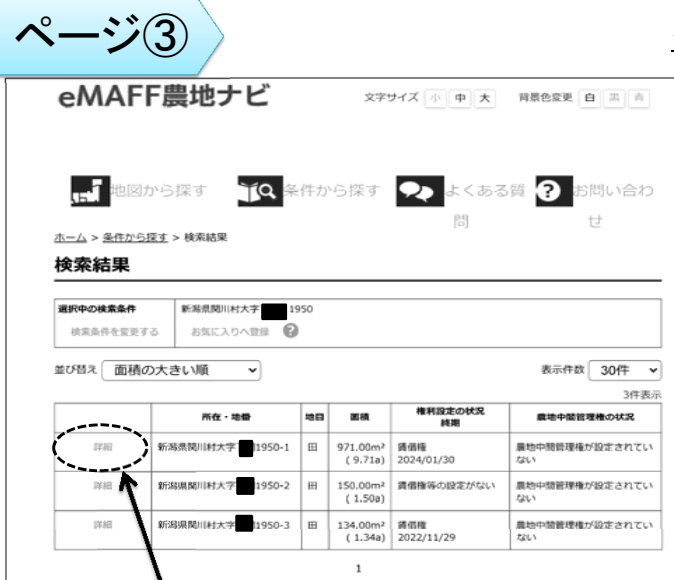 ページ③
eMAFF農地ナビ
文字サイズ 小 中 大 背景色変更 白 黒 青
地図から探す 条件から探す よくある質問 お問い合わせ
ホーム > 条件から探す > 検索結果
検索結果
選択中の検索条件 新潟県関川村大字 1950
検索条件を変更する お気に入りへ登録 ?
並び替え 面積の大きい順 表示件数 30件
3件表示
所在・地番 地目 面積 権利設定の状況 終期 農地中間管理権の状況
詳細 新潟県関川村大字 1950-1 田 971.00m² 賃借権 農地中間管理権が設定されてい
( 9.71a) 2024/01/30 ない
詳細 新潟県関川村大字 1950-2 田 150.00m² 賃借権等の設定がない 農地中間管理権が設定されてい
( 1.50a) ない
詳細 新潟県関川村大字 1950-3 田 134.00m² 賃借権 農地中間管理権が設定されてい
( 1.34a) 2022/11/29 ない
1